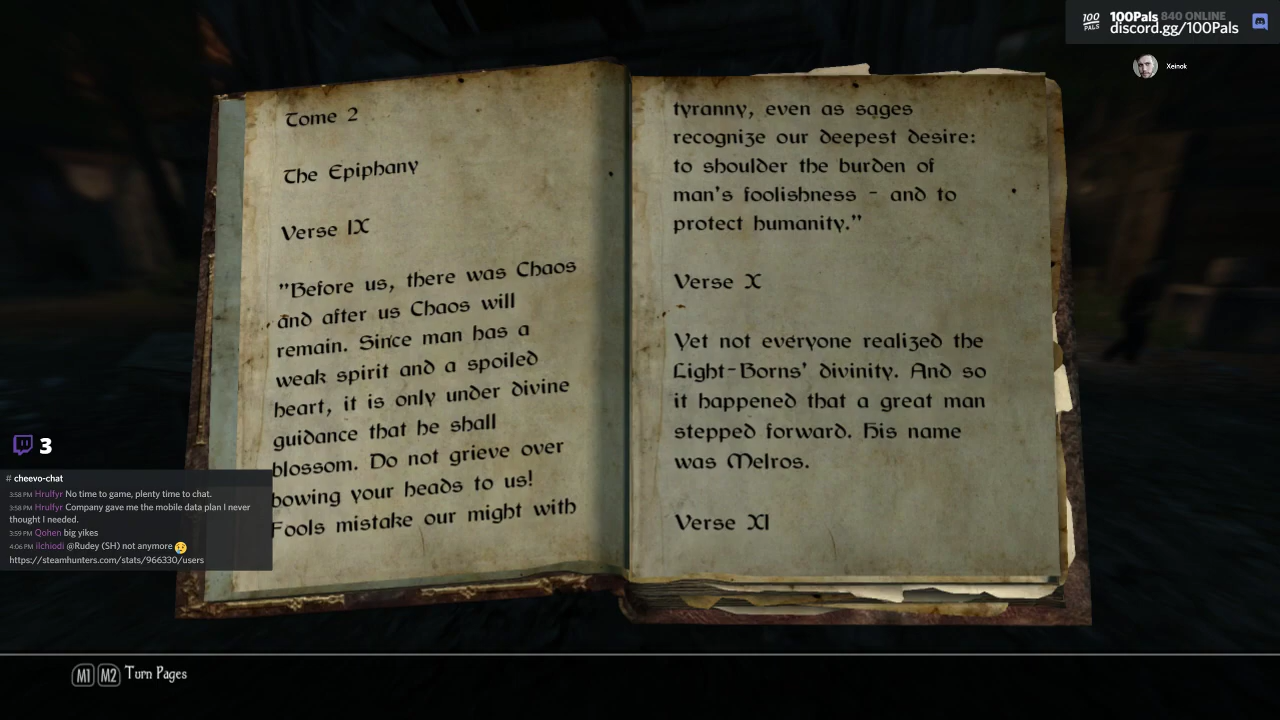 100 PALS
100Pals 840 ONLINE
discord.gg/100Pals
Xeinok
Tome 2
The Epiphany
Verse IX
"Before us, there was Chaos
and after us Chaos will
remain. Since man has a
weak spirit and a spoiled
heart, it is only under divine
guidance that he shall
blossom. Do not grieve over
bowing your heads to us!
Fools mistake our might with
tyranny, even as sages
recognize our deepest desire:
to shoulder the burden of
man's foolishness - and to
protect humanity."
Verse X
Yet not everyone realized the
Light-Borns' divinity. And so
it happened that a great man
stepped forward. His name
was Melros.
Verse XI
3
# cheevo-chat
3:58 PM Hrulfyr No time to game, plenty time to chat.
3:58 PM Hrulfyr Company gave me the mobile data plan I never
thought I needed.
3:59 PM Qohen big yikes
4:06 PM ilchiodi @Rudey (SH) not anymore 😢
https://steamhunters.com/stats/966330/users
M1 M2 Turn Pages